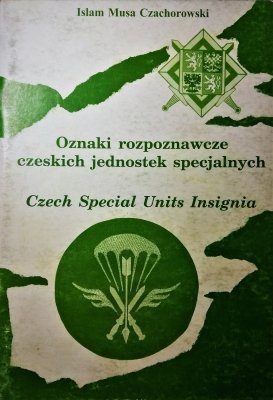 Islam Musa Czachorowski
Oznaki rozpoznawcze
czeskich jednostek specjalnych
Czech Special Units Insignia